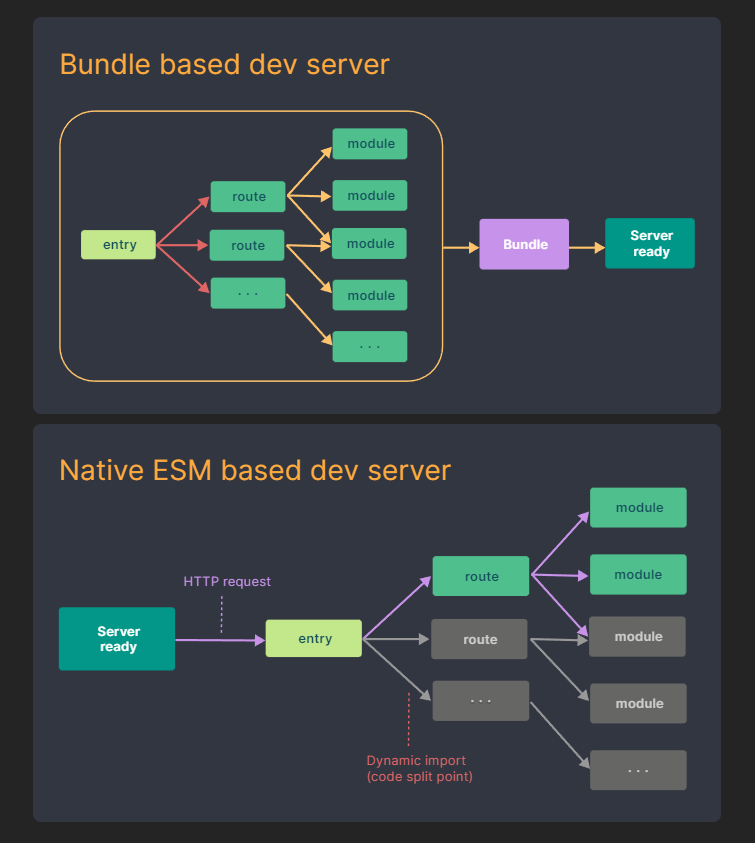 Bundle based dev server
module
route
module
entry
route
module
Bundle
Server
ready
...
module
...
Native ESM based dev server
module
HTTP request
route
module
Server
ready
entry
route
module
...
module
Dynamic import
(code split point)
...